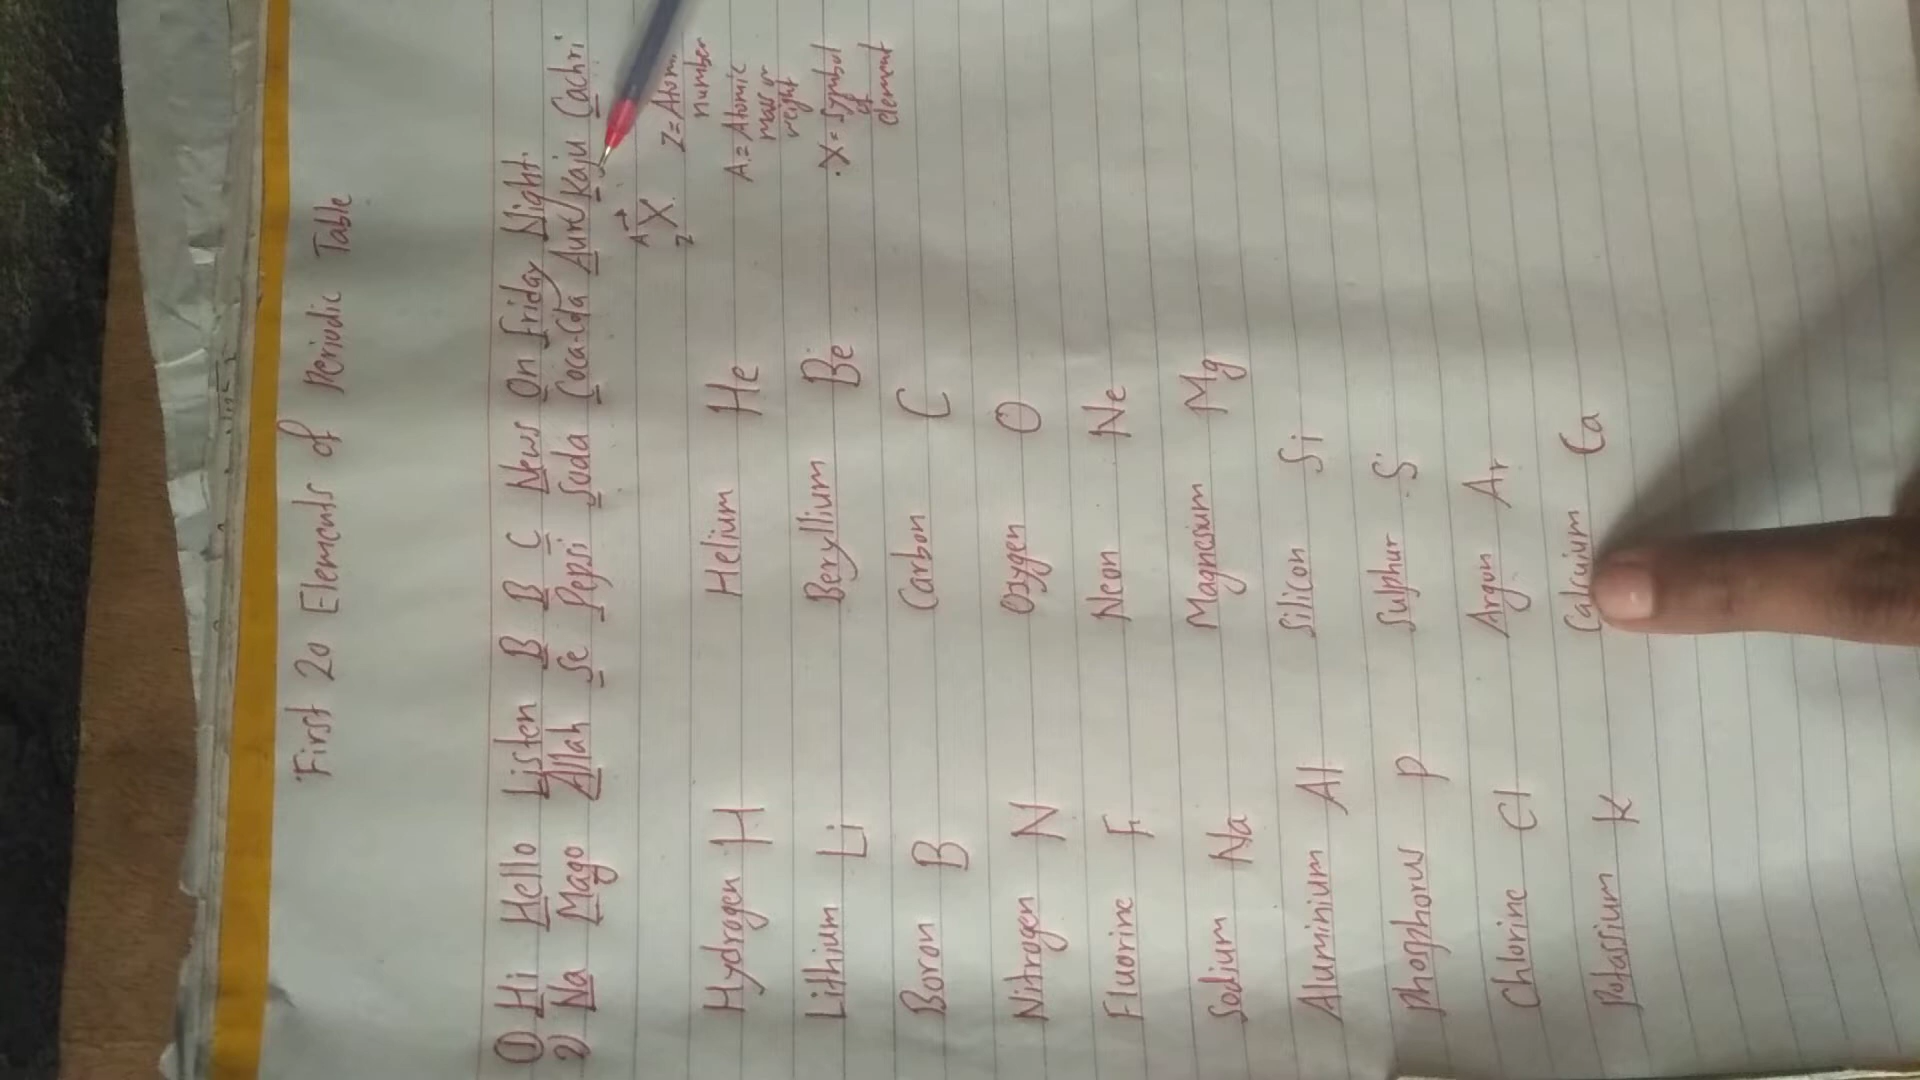 First 20 Elements of Periodic Table
① Hi Hello Listen B B C News On Friday Night.
2) Na Mago Allah Se Pepsi Soda Coca-Cola Aur Kaju Cachri
A
Z X
Z = Atom. number
A = Atomic mass or weight
X = Symbol of element
Hydrogen H Helium He
Lithium Li Beryllium Be
Boron B Carbon C
Nitrogen N Oxygen O
Fluorine F Neon Ne
Sodium Na Magnesium Mg
Aluminium Al Silicon Si
Phosphorus P Sulphur S
Chlorine Cl Argon Ar
Potassium K Calcuium Ca